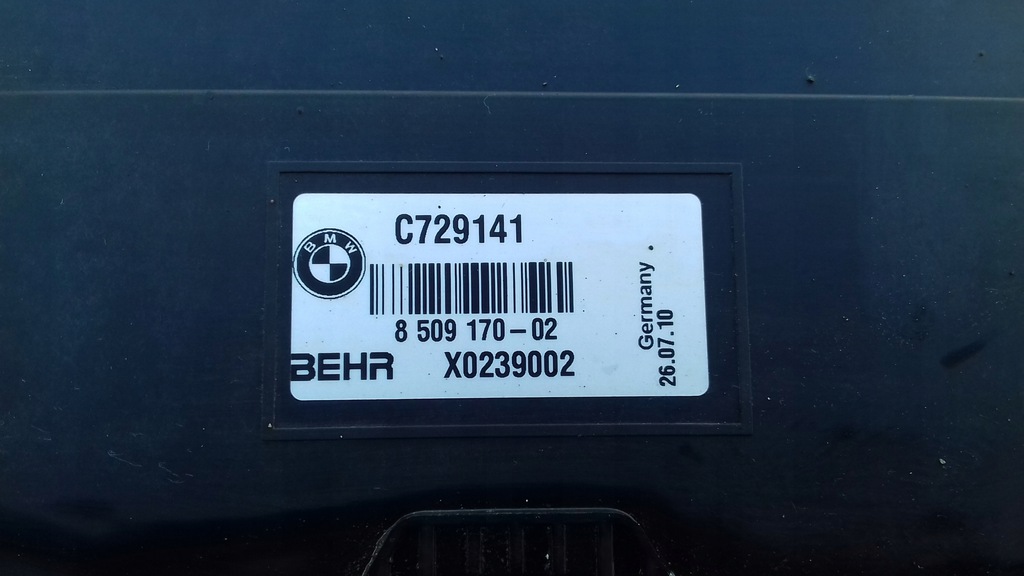 C729141
BMW
8 509 170-02
BEHR X0239002
Germany
26.07.10